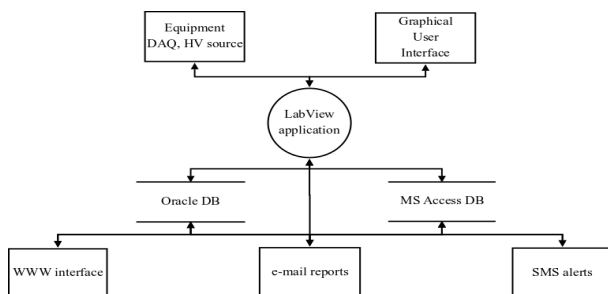 Equipment
DAQ, HV source
Graphical
User
Interface
LabView
application
Oracle DB
MS Access DB
WWW interface
e-mail reports
SMS alerts